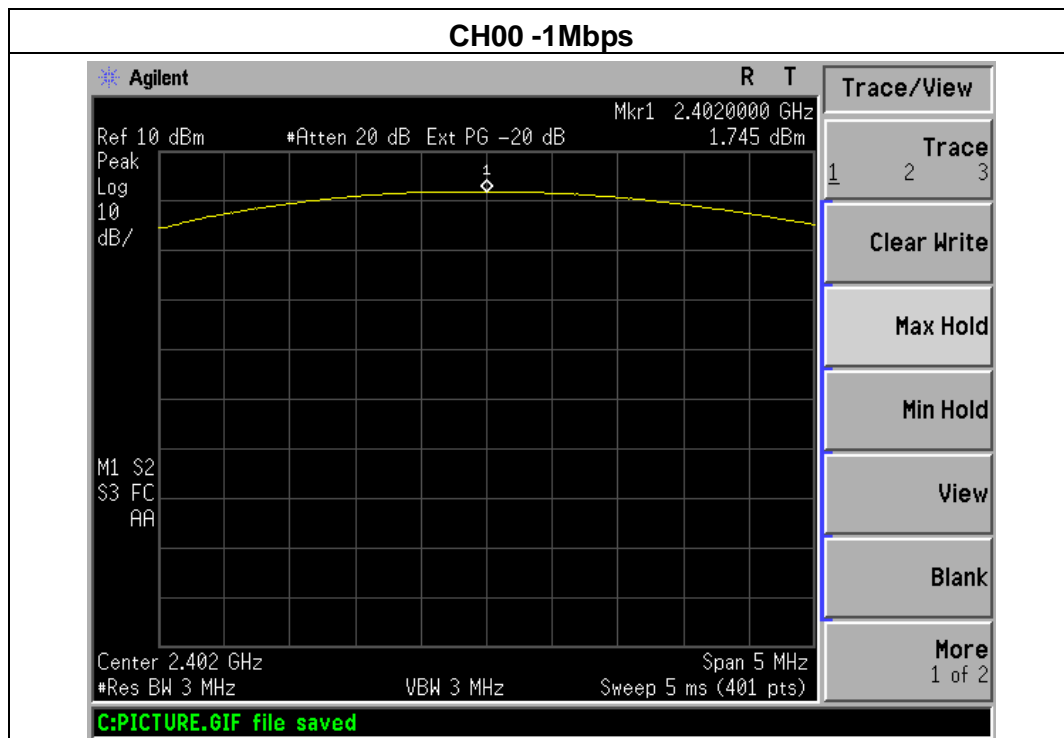 CH00 -1Mbps
Agilent
R T
Mkr1 2.4020000 GHz
Ref 10 dBm #Atten 20 dB Ext PG -20 dB 1.745 dBm
Peak
Log
10
dB/
1
M1 S2
S3 FC
AA
Center 2.402 GHz Span 5 MHz
#Res BW 3 MHz VBW 3 MHz Sweep 5 ms (401 pts)
C:PICTURE.GIF file saved
Trace/View
Trace
1 2 3
Clear Write
Max Hold
Min Hold
View
Blank
More
1 of 2